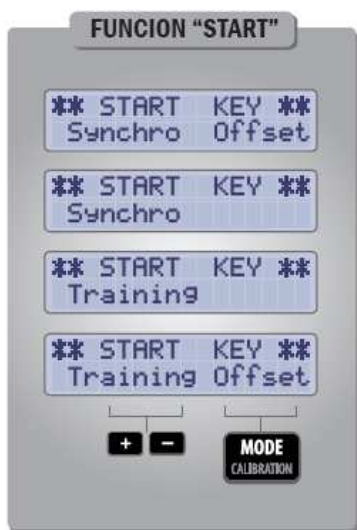 FUNCION “START”
** START KEY **
Synchro Offset
** START KEY **
Synchro
** START KEY **
Training
** START KEY **
Training Offset
+ -
MODE
CALIBRATION